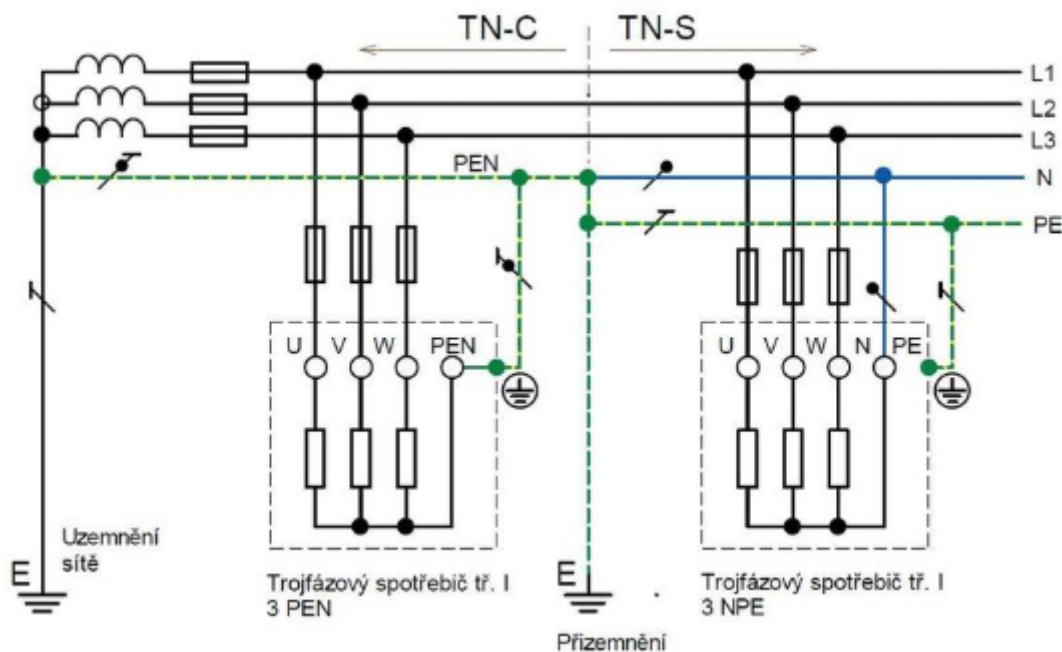 TN-C
TN-S
L1
L2
L3
PEN
N
PE
U V W PEN
U V W N PE
Uzemnění
sítě
E
Trojfázový spotřebič tř. I
3 PEN
E
Přizemnění
Trojfázový spotřebič tř. I
3 NPE